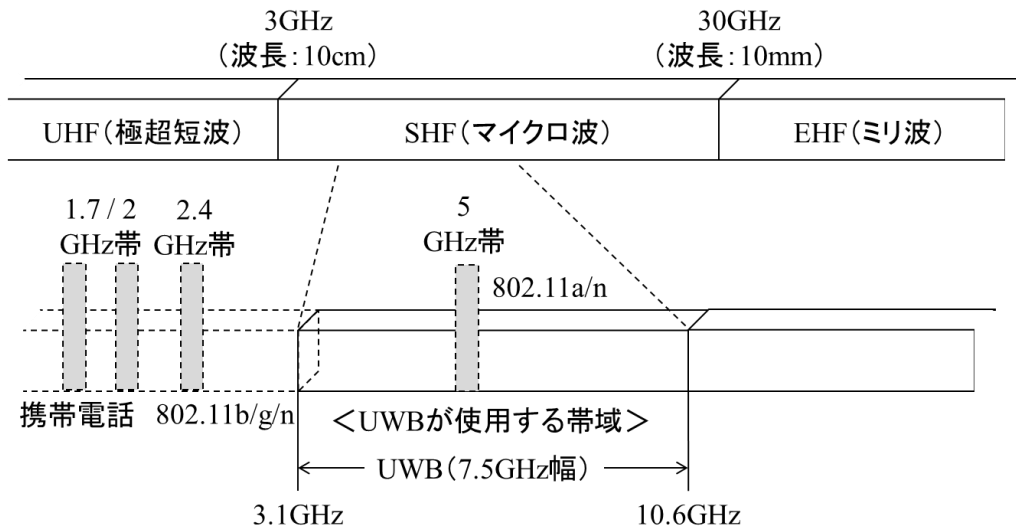 3GHz
(波長:10cm)
30GHz
(波長:10mm)
UHF(極超短波)
SHF(マイクロ波)
EHF(ミリ波)
1.7 / 2
GHz帯
2.4
GHz帯
5
GHz帯
802.11a/n
携帯電話
802.11b/g/n
<UWBが使用する帯域>
UWB(7.5GHz幅)
3.1GHz
10.6GHz